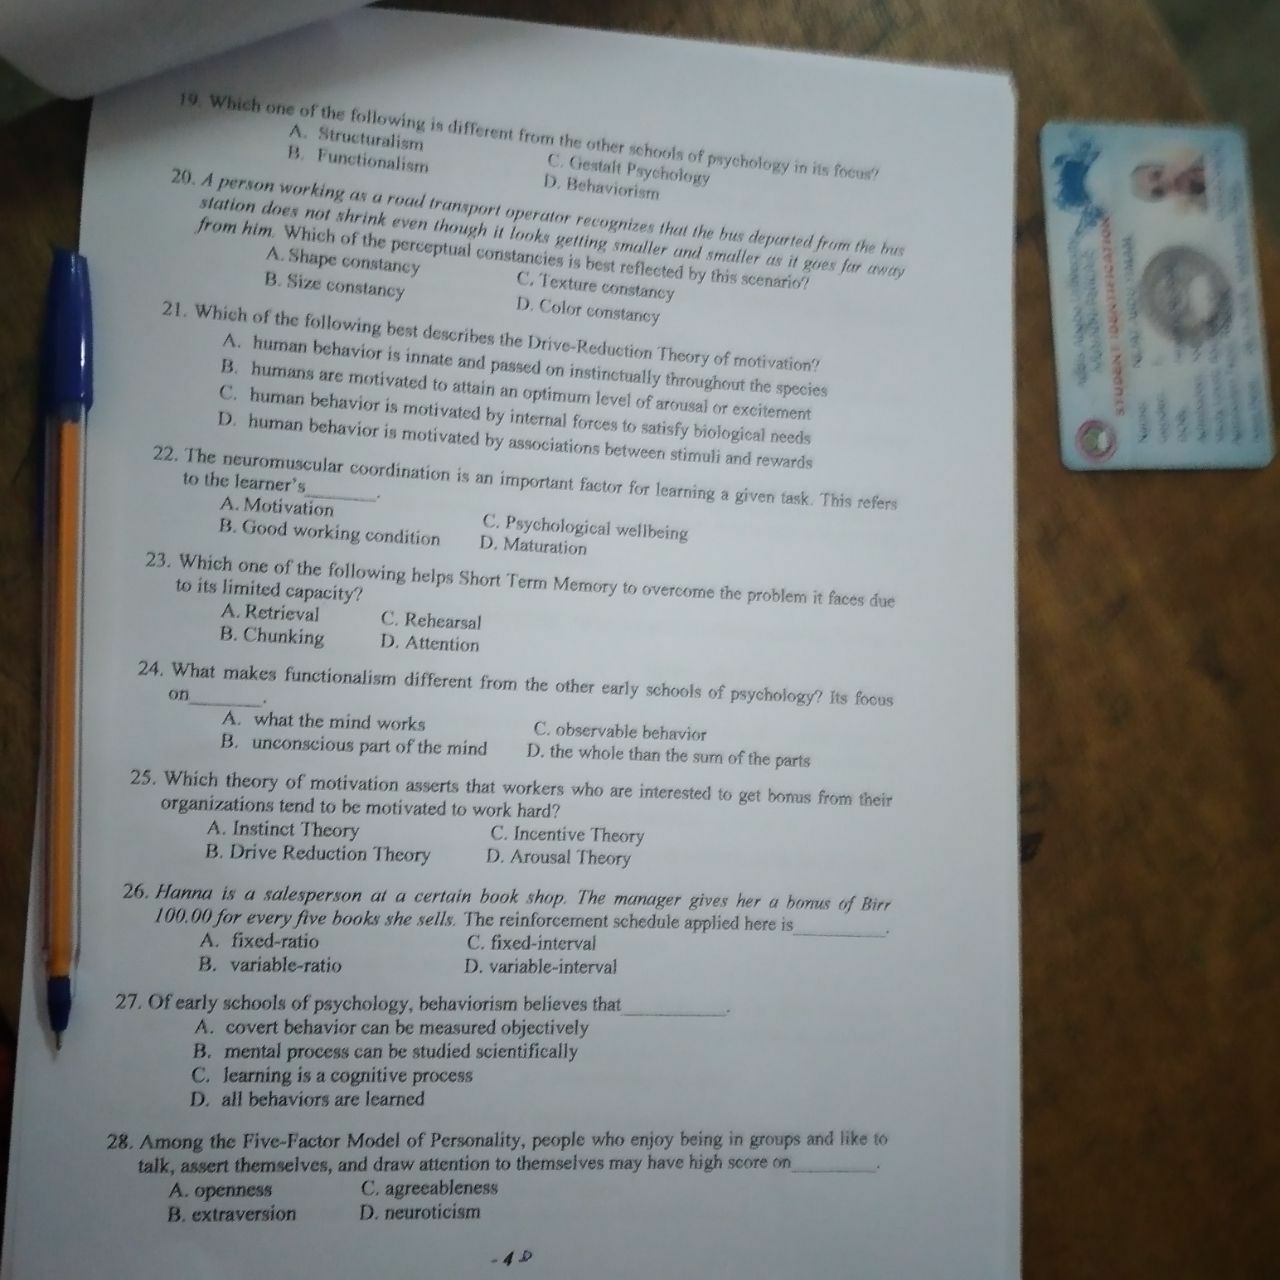 19. Which one of the following is different from the other schools of psychology in its focus?
A. Structuralism
C. Gestalt Psychology
B. Functionalism
D. Behaviorism
20. A person working as a road transport operator recognizes that the bus departed from the bus
station does not shrink even though it looks getting smaller and smaller as it goes far away
from him. Which of the perceptual constancies is best reflected by this scenario?
A. Shape constancy
C. Texture constancy
B. Size constancy
D. Color constancy
21. Which of the following best describes the Drive-Reduction Theory of motivation?
A. human behavior is innate and passed on instinctually throughout the species
B. humans are motivated to attain an optimum level of arousal or excitement
C. human behavior is motivated by internal forces to satisfy biological needs
D. human behavior is motivated by associations between stimuli and rewards
22. The neuromuscular coordination is an important factor for learning a given task. This refers
to the learner's________.
A. Motivation
C. Psychological wellbeing
B. Good working condition
D. Maturation
23. Which one of the following helps Short Term Memory to overcome the problem it faces due
to its limited capacity?
A. Retrieval
C. Rehearsal
B. Chunking
D. Attention
24. What makes functionalism different from the other early schools of psychology? Its focus
on________.
A. what the mind works
C. observable behavior
B. unconscious part of the mind
D. the whole than the sum of the parts
25. Which theory of motivation asserts that workers who are interested to get bonus from their
organizations tend to be motivated to work hard?
A. Instinct Theory
C. Incentive Theory
B. Drive Reduction Theory
D. Arousal Theory
26. Hanna is a salesperson at a certain book shop. The manager gives her a bonus of Birr
100.00 for every five books she sells. The reinforcement schedule applied here is__________.
A. fixed-ratio
C. fixed-interval
B. variable-ratio
D. variable-interval
27. Of early schools of psychology, behaviorism believes that___________.
A. covert behavior can be measured objectively
B. mental process can be studied scientifically
C. learning is a cognitive process
D. all behaviors are learned
28. Among the Five-Factor Model of Personality, people who enjoy being in groups and like to
talk, assert themselves, and draw attention to themselves may have high score on_________.
A. openness
C. agreeableness
B. extraversion
D. neuroticism
- 4
STUDENT IDENTIFICATION